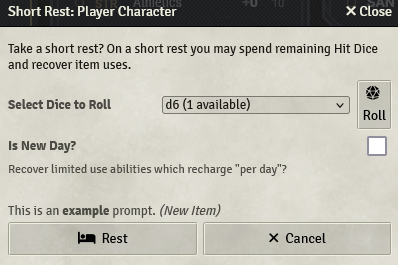 Short Rest: Player Character
Close
Take a short rest? On a short rest you may spend remaining Hit Dice
and recover item uses.
Select Dice to Roll
d6 (1 available)
Roll
Is New Day?
Recover limited use abilities which recharge "per day"?
This is an example prompt. (New Item)
Rest
Cancel